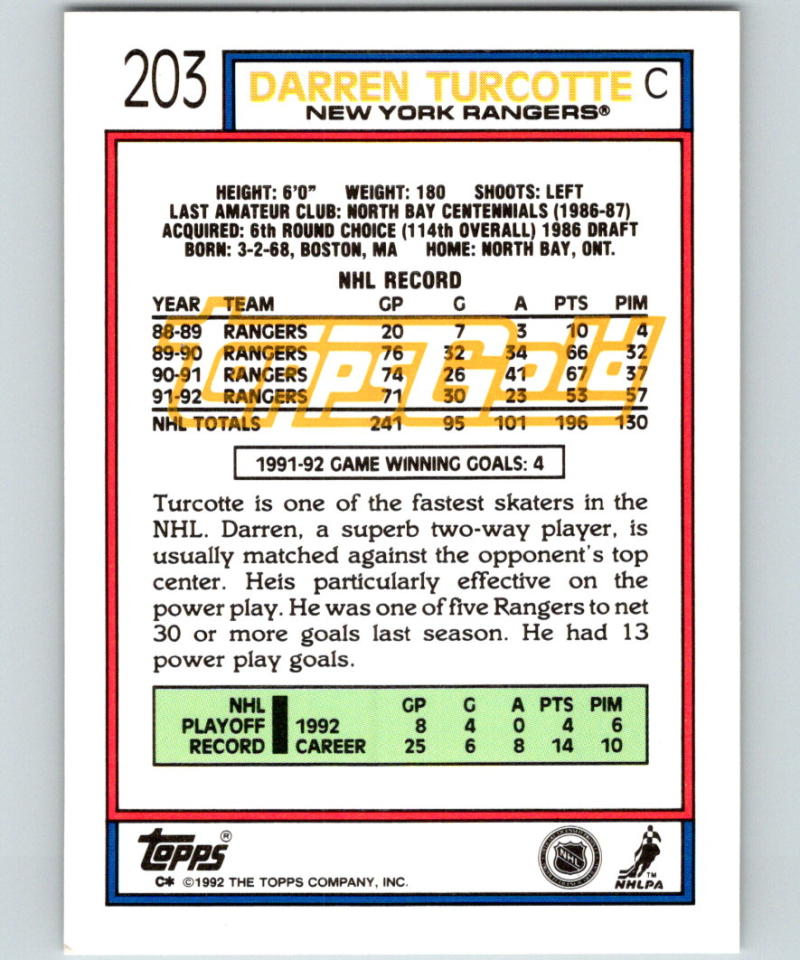 203 DARREN TURCOTTE C
NEW YORK RANGERS®
HEIGHT: 6'0" WEIGHT: 180 SHOOTS: LEFT
LAST AMATEUR CLUB: NORTH BAY CENTENNIALS (1986-87)
ACQUIRED: 6th ROUND CHOICE (114th OVERALL) 1986 DRAFT
BORN: 3-2-68, BOSTON, MA HOME: NORTH BAY, ONT.
NHL RECORD
YEAR TEAM GP G A PTS PIM
88-89 RANGERS 20 7 3 10 4
89-90 RANGERS 76 32 34 66 32
90-91 RANGERS 74 26 41 67 37
91-92 RANGERS 71 30 23 53 57
NHL TOTALS 241 95 101 196 130
ToppsGold
1991-92 GAME WINNING GOALS: 4
Turcotte is one of the fastest skaters in the
NHL. Darren, a superb two-way player, is
usually matched against the opponent's top
center. Heis particularly effective on the
power play. He was one of five Rangers to net
30 or more goals last season. He had 13
power play goals.
NHL GP G A PTS PIM
PLAYOFF 1992 8 4 0 4 6
RECORD CAREER 25 6 8 14 10
TOPPS®
C* ©1992 THE TOPPS COMPANY, INC.
NHL
NHLPA™